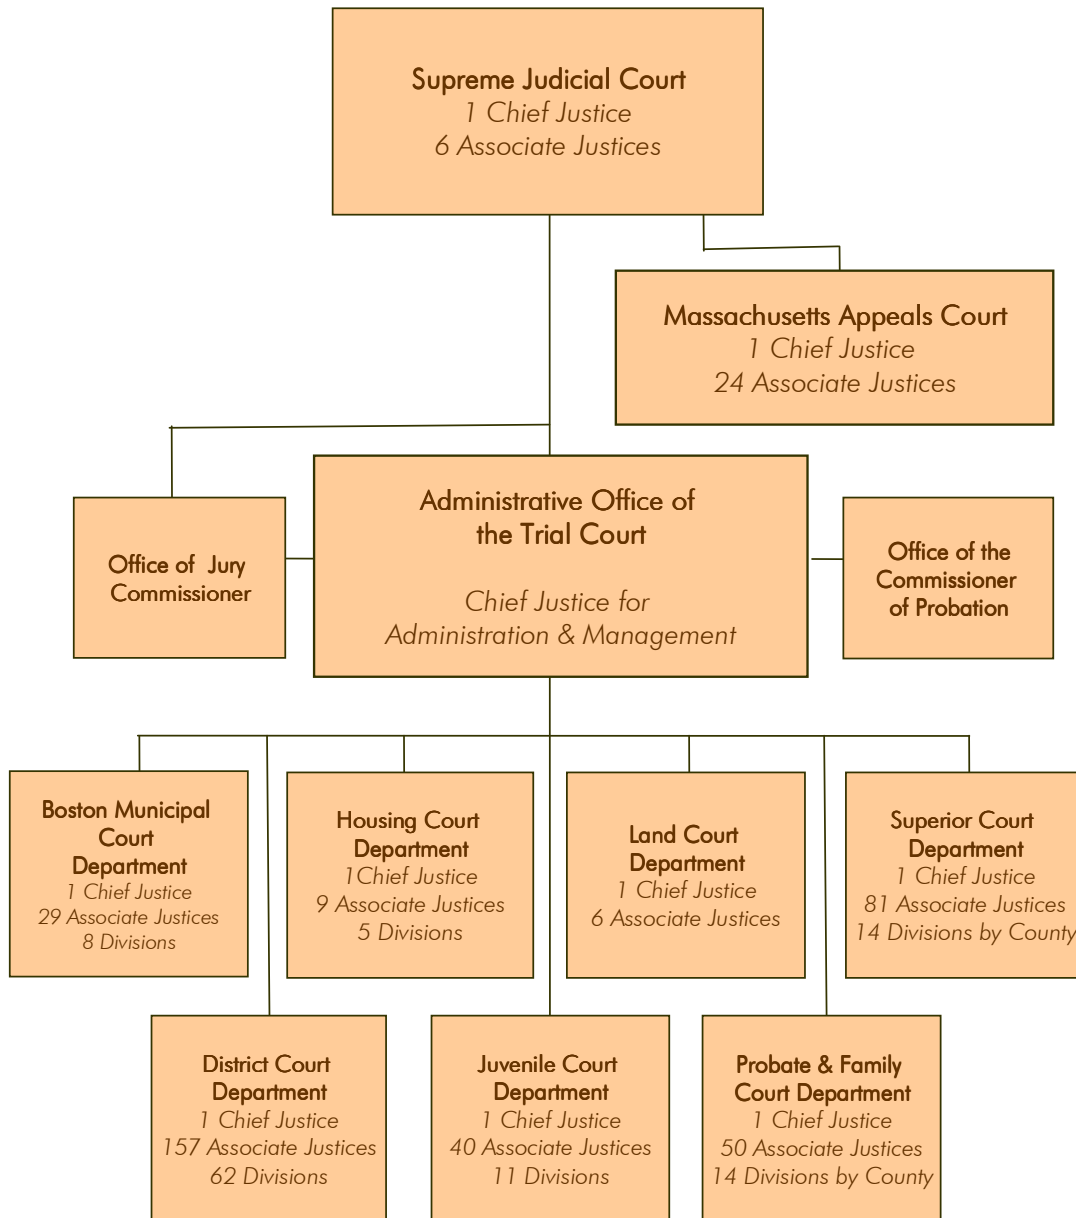 Supreme Judicial Court
1 Chief Justice
6 Associate Justices
Massachusetts Appeals Court
1 Chief Justice
24 Associate Justices
Office of Jury
Commissioner
Administrative Office of
the Trial Court
Chief Justice for
Administration & Management
Office of the
Commissioner
of Probation
Boston Municipal
Court
Department
1 Chief Justice
29 Associate Justices
8 Divisions
Housing Court
Department
1Chief Justice
9 Associate Justices
5 Divisions
Land Court
Department
1 Chief Justice
6 Associate Justices
Superior Court
Department
1 Chief Justice
81 Associate Justices
14 Divisions by County
District Court
Department
1 Chief Justice
157 Associate Justices
62 Divisions
Juvenile Court
Department
1 Chief Justice
40 Associate Justices
11 Divisions
Probate & Family
Court Department
1 Chief Justice
50 Associate Justices
14 Divisions by County